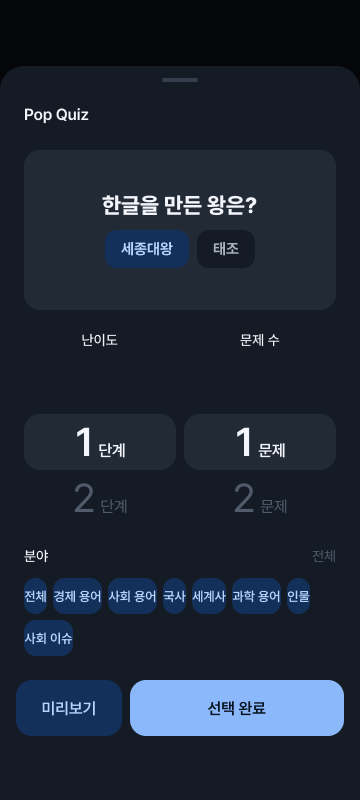 Pop Quiz
한글을 만든 왕은?
세종대왕 태조
난이도 문제 수
1 단계 1 문제
2 단계 2 문제
분야 전체
전체 경제 용어 사회 용어 국사 세계사 과학 용어 인물
사회 이슈
미리보기 선택 완료